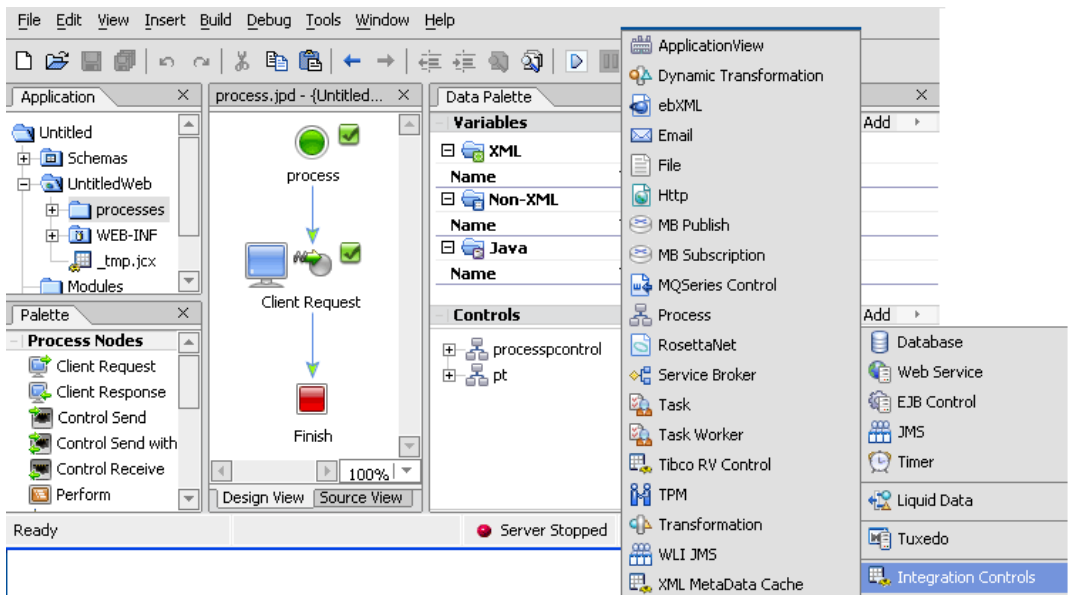 File Edit View Insert Build Debug Tools Window Help
Application
Untitled
Schemas
UntitledWeb
processes
WEB-INF
_tmp.jcx
Modules
Palette
Process Nodes
Client Request
Client Response
Control Send
Control Send with
Control Receive
Perform
process.jpd - {Untitled...
process
Client Request
Finish
100%
Design View Source View
Data Palette
Variables
XML
Name
Non-XML
Name
Java
Name
Controls
processpcontrol
pt
Add
Add
Ready
Server Stopped
ApplicationView
Dynamic Transformation
ebXML
Email
File
Http
MB Publish
MB Subscription
MQSeries Control
Process
RosettaNet
Service Broker
Task
Task Worker
Tibco RV Control
TPM
Transformation
WLI JMS
XML MetaData Cache
Database
Web Service
EJB Control
JMS
Timer
Liquid Data
Tuxedo
Integration Controls